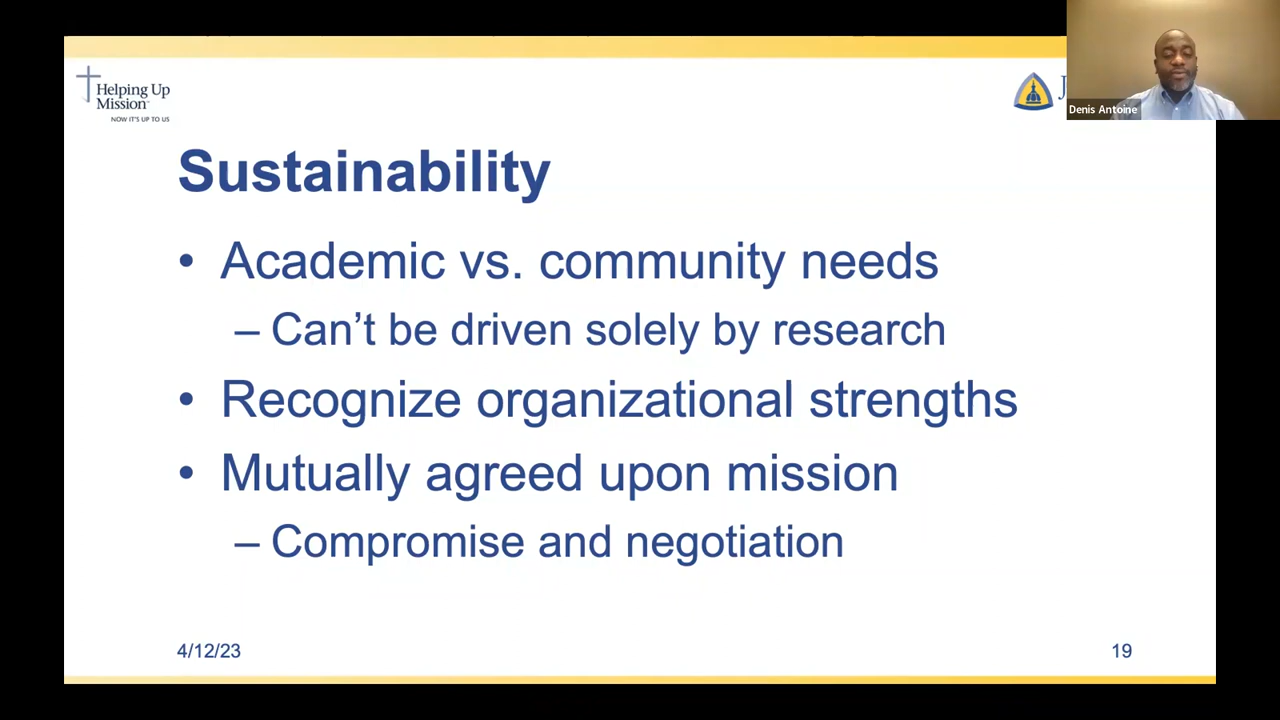 Helping Up
Mission
NOW IT'S UP TO US
Denis Antoine
Sustainability
• Academic vs. community needs
– Can't be driven solely by research
• Recognize organizational strengths
• Mutually agreed upon mission
– Compromise and negotiation
4/12/23
19